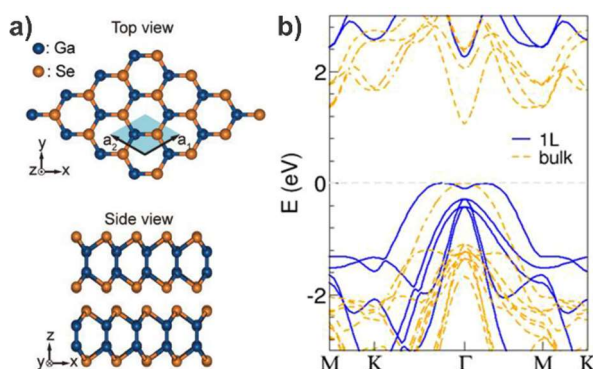 a)
Top view
: Ga
: Se
a₂
a₁
y
z
x
Side view
z
y
x
b)
2
0
-2
E (eV)
1L
bulk
M
K
Γ
M
K